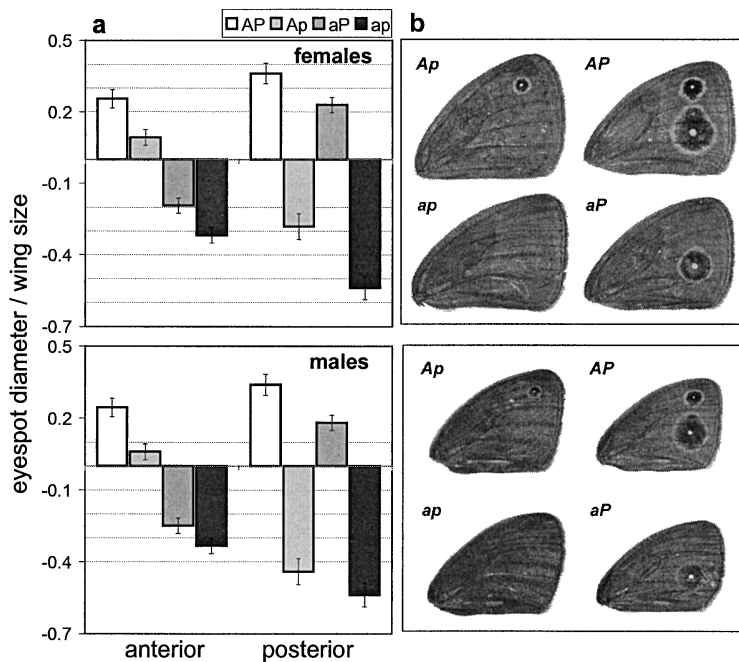 a
AP Ap aP ap
b
eyespot diameter / wing size
females
0.5
0.2
-0.1
-0.4
-0.7
Ap AP
ap aP
males
0.5
0.2
-0.1
-0.4
-0.7
anterior posterior
Ap AP
ap aP